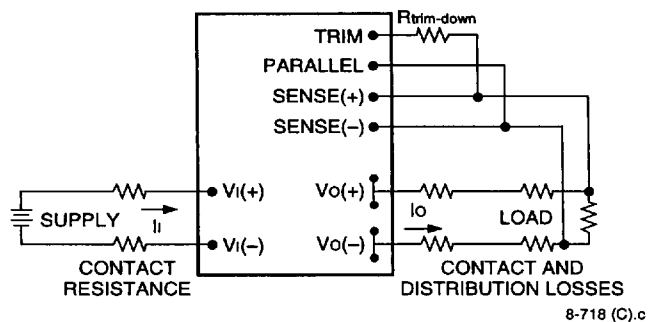 TRIM
Rtrim-down
PARALLEL
SENSE(+)
SENSE(–)
VI(+)
VO(+)
IO
SUPPLY
II
LOAD
VI(–)
VO(–)
CONTACT
RESISTANCE
CONTACT AND
DISTRIBUTION LOSSES
8-718 (C).c